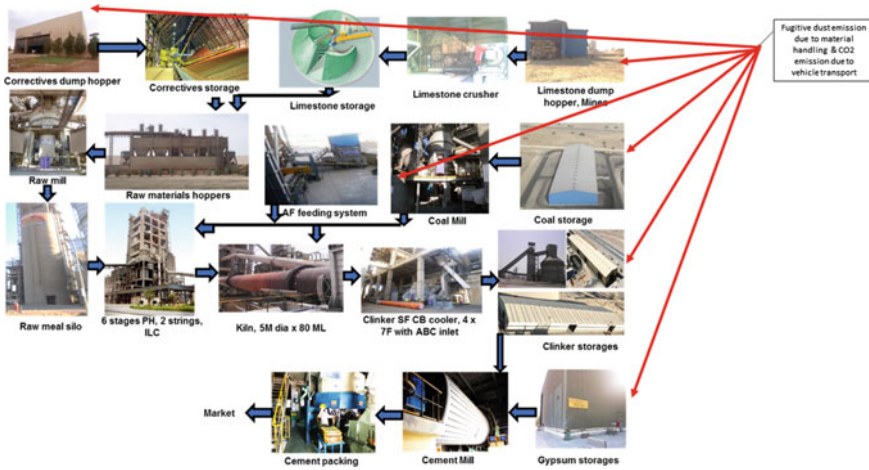 Fugitive dust emission
due to material
handling & CO2
emission due to
vehicle transport
Correctives dump hopper
Correctives storage
Limestone storage
Limestone crusher
Limestone dump
hopper, Mines
Raw mill
Raw materials hoppers
AF feeding system
Coal Mill
Coal storage
Raw meal silo
6 stages PH, 2 strings,
ILC
Kiln, 5M dia x 80 ML
Clinker SF CB cooler, 4 x
7F with ABC inlet
Clinker storages
Market
Cement packing
Cement Mill
Gypsum storages